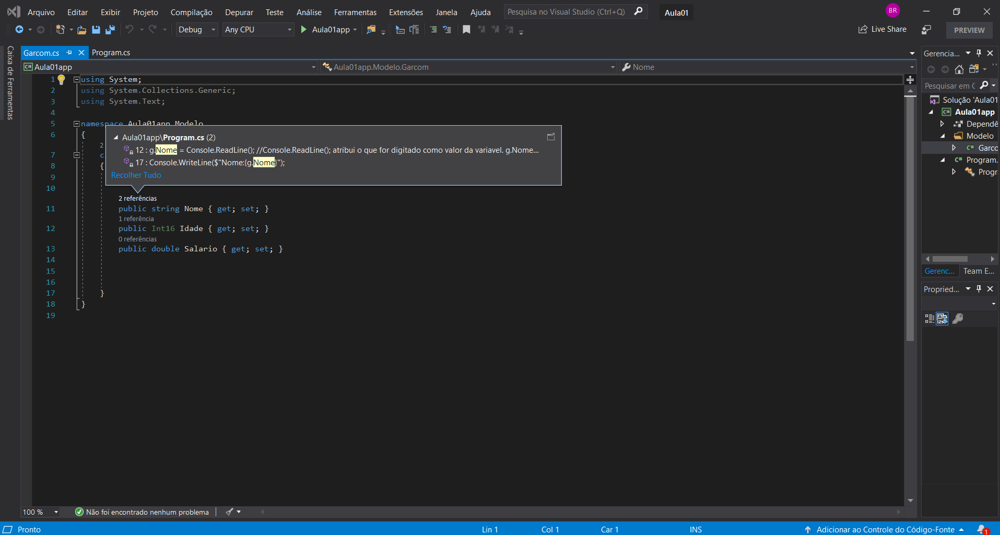 Arquivo Editar Exibir Projeto Compilação Depurar Teste Análise Ferramentas Extensões Janela Ajuda Pesquisa no Visual Studio (Ctrl+Q) Aula01 BR
Debug Any CPU Aula01app Live Share PREVIEW
Caixa de Ferramentas
Garcom.cs Program.cs
Aula01app Aula01app.Modelo.Garcom Nome
1 using System;
2 using System.Collections.Generic;
3 using System.Text;
4
5 namespace Aula01app.Modelo
6 {
2
7 c
8 {
9
10
Aula01app\Program.cs (2)
12 : g.Nome = Console.ReadLine(); //Console.ReadLine(); atribui o que for digitado como valor da variavel. g.Nome...
17 : Console.WriteLine($"Nome:{g.Nome}");
Recolher Tudo
2 referências
11 public string Nome { get; set; }
1 referência
12 public Int16 Idade { get; set; }
0 referências
13 public double Salario { get; set; }
14
15
16
17 }
18 }
19
100 % Não foi encontrado nenhum problema
Gerencia...
Pesquisar em C
Solução 'Aula01
C# Aula01app
Dependê
Modelo
C# Garco
C# Program.
Progr
Gerenc... Team E...
Propried...
Pronto Lin 1 Col 1 Car 1 INS Adicionar ao Controle do Código-Fonte 1